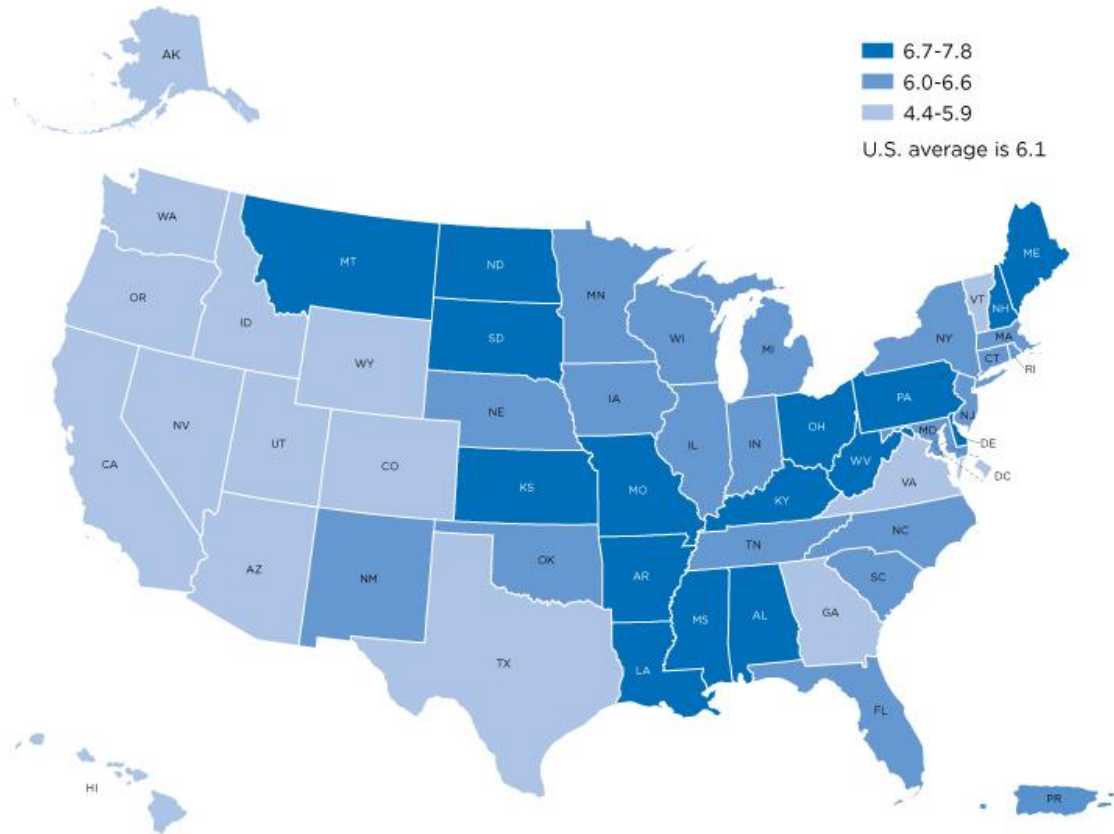 AK
6.7-7.8
6.0-6.6
4.4-5.9
U.S. average is 6.1
WA
MT
ND
MN
ME
VT
NH
OR
ID
SD
WI
MI
NY
MA
CT
RI
WY
NE
IA
PA
NJ
NV
UT
CO
IL
IN
OH
MD
DE
CA
KS
MO
WV
KY
VA
DC
AZ
NM
OK
AR
TN
NC
SC
MS
AL
GA
TX
LA
FL
HI
PR